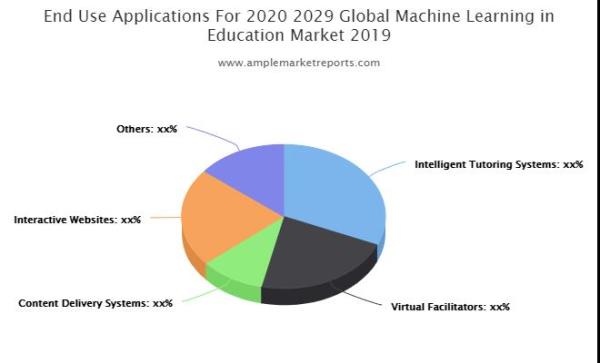 End Use Applications For 2020 2029 Global Machine Learning in
Education Market 2019
www.amplemarketreports.com
Others: xx%
Intelligent Tutoring Systems: xx%
Interactive Websites: xx%
Content Delivery Systems: xx%
Virtual Facilitators: xx%